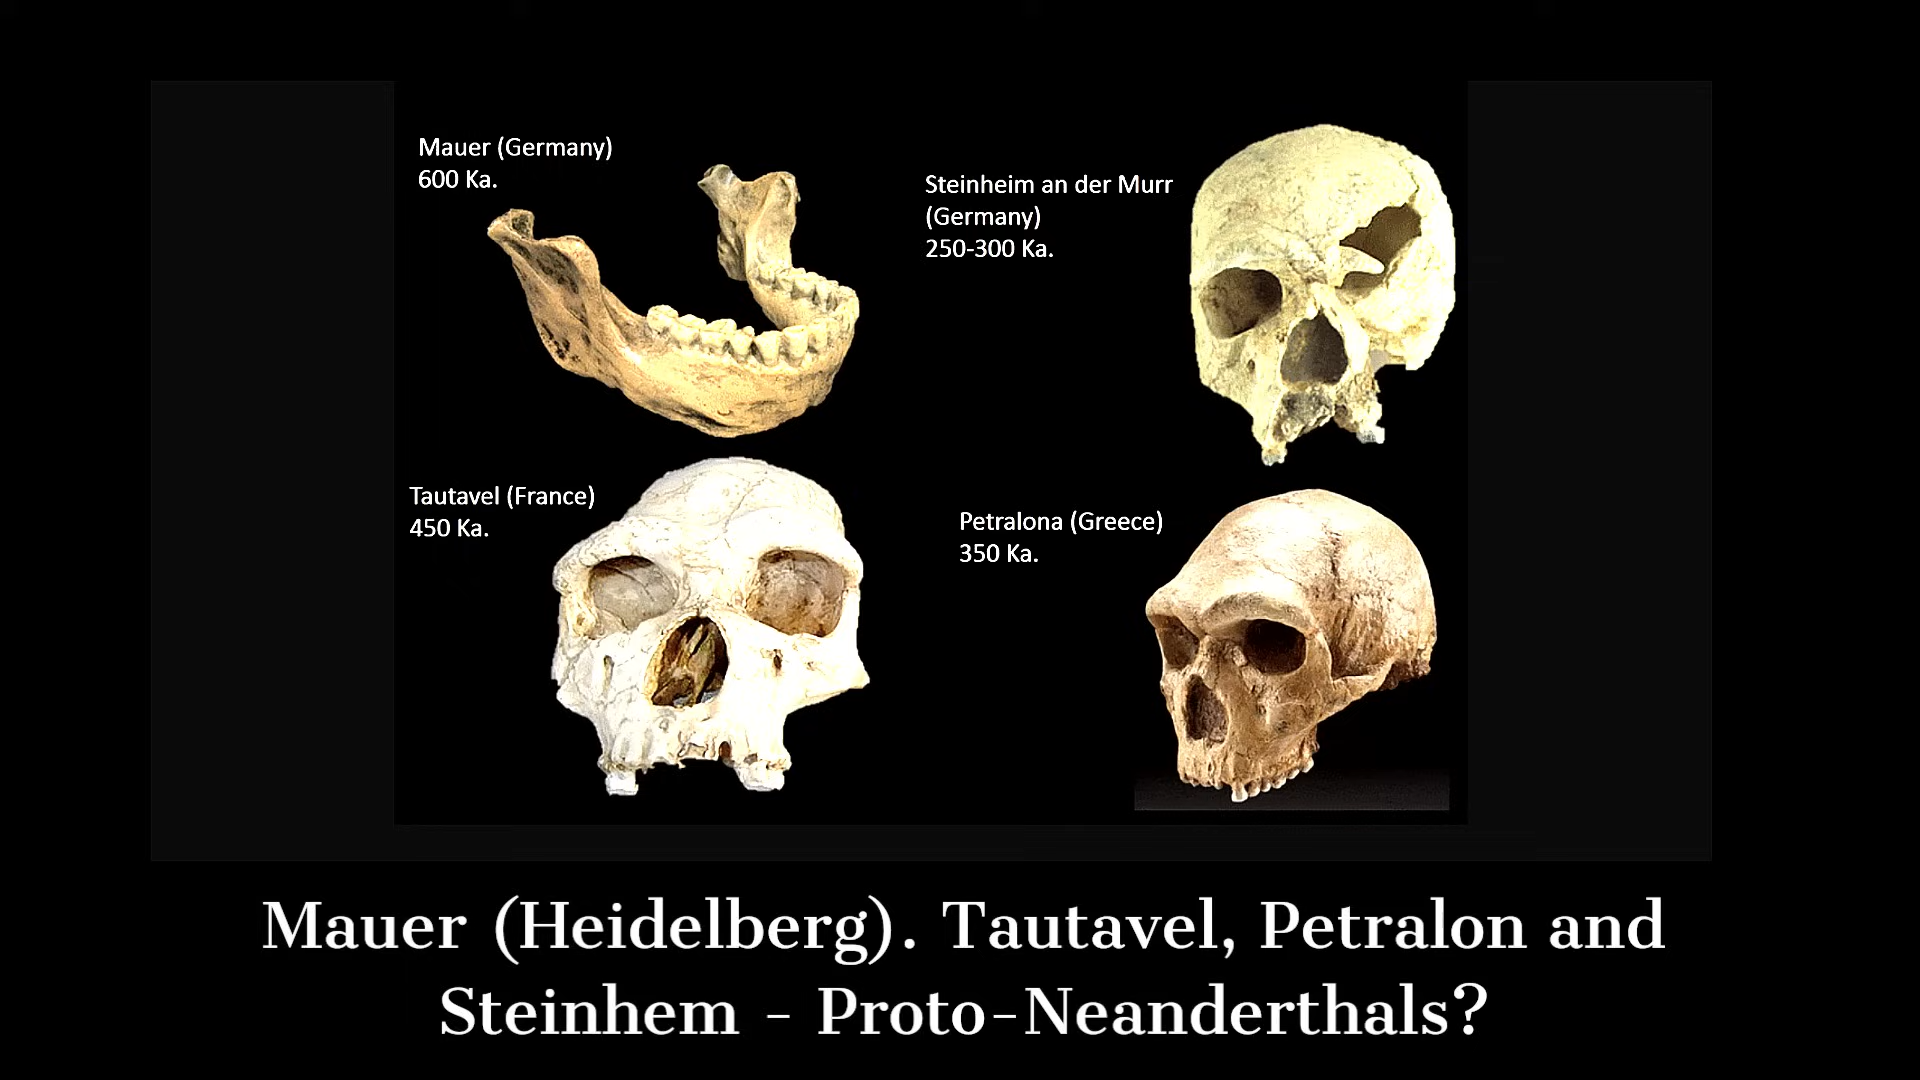 Mauer (Germany)
600 Ka.
Steinheim an der Murr
(Germany)
250-300 Ka.
Tautavel (France)
450 Ka.
Petralona (Greece)
350 Ka.
Mauer (Heidelberg). Tautavel, Petralon and
Steinhem - Proto-Neanderthals?